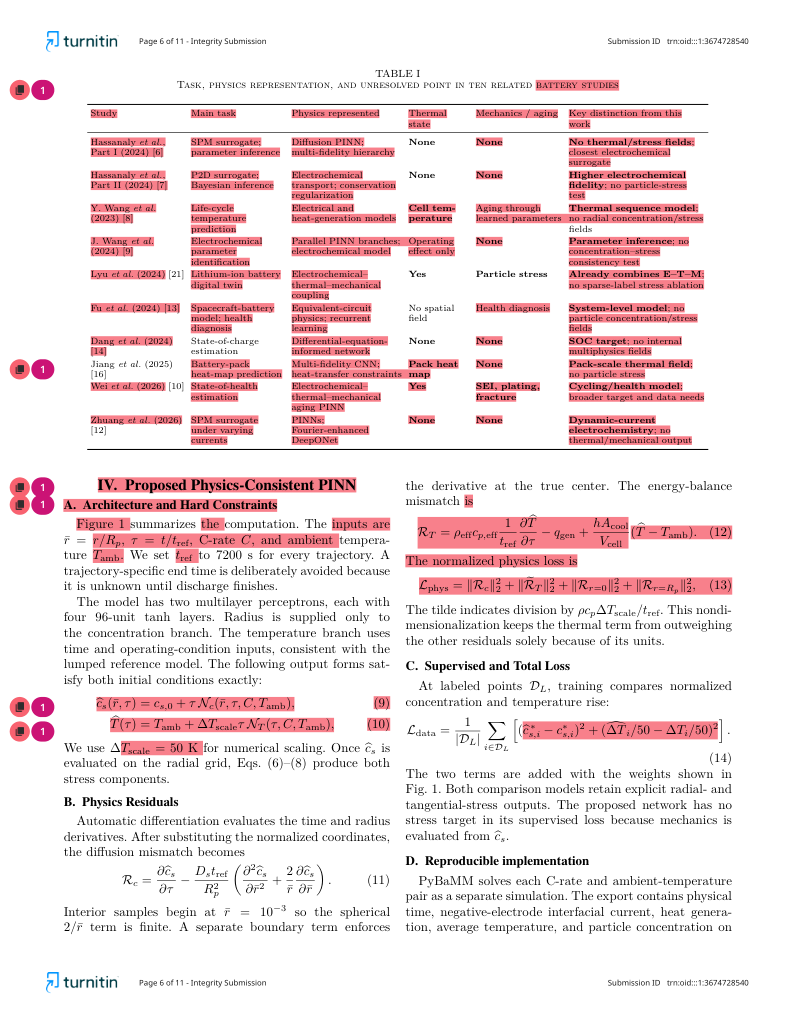 turnitin Page 6 of 11 - Integrity Submission Submission ID trn:oid:::1:3674728540
TABLE I
Task, physics representation, and unresolved point in ten related battery studies
1
Study Main task Physics represented Thermal state Mechanics / aging Key distinction from this work
Hassanaly et al., Part I (2024) [6] SPM surrogate; parameter inference Diffusion PINN; multi-fidelity hierarchy None None No thermal/stress fields; closest electrochemical surrogate
Hassanaly et al., Part II (2024) [7] P2D surrogate; Bayesian inference Electrochemical transport; conservation regularization None None Higher electrochemical fidelity; no particle-stress test
Y. Wang et al. (2023) [8] Life-cycle temperature prediction Electrical and heat-generation models Cell tem-perature Aging through learned parameters Thermal sequence model; no radial concentration/stress fields
J. Wang et al. (2024) [9] Electrochemical parameter identification Parallel PINN branches; electrochemical model Operating effect only None Parameter inference; no concentration–stress consistency test
Lyu et al. (2024) [21] Lithium-ion battery digital twin Electrochemical–thermal–mechanical coupling Yes Particle stress Already combines E–T–M; no sparse-label stress ablation
Fu et al. (2024) [13] Spacecraft-battery model; health diagnosis Equivalent-circuit physics; recurrent learning No spatial field Health diagnosis System-level model; no particle concentration/stress fields
Dang et al. (2024) [14] State-of-charge estimation Differential-equation-informed network None None SOC target; no internal multiphysics fields
1
Jiang et al. (2025) [16] Battery-pack heat-map prediction Multi-fidelity CNN; heat-transfer constraints Pack heat map None Pack-scale thermal field; no particle stress
Wei et al. (2026) [10] State-of-health estimation Electrochemical–thermal–mechanical aging PINN Yes SEI, plating, fracture Cycling/health model; broader target and data needs
Zhuang et al. (2026) [12] SPM surrogate under varying currents PINNs; Fourier-enhanced DeepONet None None Dynamic-current electrochemistry; no thermal/mechanical output
1
IV. Proposed Physics-Consistent PINN
1
A. Architecture and Hard Constraints
Figure 1 summarizes the computation. The inputs are
r̄ = r/R_p, τ = t/t_ref, C-rate C, and ambient tempera-
ture T_amb. We set t_ref to 7200 s for every trajectory. A
trajectory-specific end time is deliberately avoided because
it is unknown until discharge finishes.
The model has two multilayer perceptrons, each with
four 96-unit tanh layers. Radius is supplied only to
the concentration branch. The temperature branch uses
time and operating-condition inputs, consistent with the
lumped reference model. The following output forms sat-
isfy both initial conditions exactly:
1
ĉ_s(r̄, τ) = c_{s,0} + τ N_c(r̄, τ, C, T_amb), (9)
1
T̂(τ) = T_amb + ΔT_scale τ N_T(τ, C, T_amb), (10)
We use ΔT_scale = 50 K for numerical scaling. Once ĉ_s is
evaluated on the radial grid, Eqs. (6)–(8) produce both
stress components.
B. Physics Residuals
Automatic differentiation evaluates the time and radius
derivatives. After substituting the normalized coordinates,
the diffusion mismatch becomes
R_c = ∂ĉ_s/∂τ − D_s t_ref/R_p² (∂²ĉ_s/∂r̄² + 2/r̄ ∂ĉ_s/∂r̄). (11)
Interior samples begin at r̄ = 10⁻³ so the spherical
2/r̄ term is finite. A separate boundary term enforces
the derivative at the true center. The energy-balance
mismatch is
R_T = ρ_eff c_{p,eff} 1/t_ref ∂T̂/∂τ − q_gen + hA_cool/V_cell (T̂ − T_amb). (12)
The normalized physics loss is
L_phys = ‖R_c‖₂² + ‖R̃_T‖₂² + ‖R_{r=0}‖₂² + ‖R_{r=R_p}‖₂², (13)
The tilde indicates division by ρc_pΔT_scale/t_ref. This nondi-
mensionalization keeps the thermal term from outweighing
the other residuals solely because of its units.
C. Supervised and Total Loss
At labeled points D_L, training compares normalized
concentration and temperature rise:
L_data = 1/|D_L| ∑_{i∈D_L} [(ĉ*_{s,i} − c*_{s,i})² + (Δ̂T_i/50 − ΔT_i/50)²].
(14)
The two terms are added with the weights shown in
Fig. 1. Both comparison models retain explicit radial- and
tangential-stress outputs. The proposed network has no
stress target in its supervised loss because mechanics is
evaluated from ĉ_s.
D. Reproducible implementation
PyBaMM solves each C-rate and ambient-temperature
pair as a separate simulation. The export contains physical
time, negative-electrode interfacial current, heat genera-
tion, average temperature, and particle concentration on
turnitin Page 6 of 11 - Integrity Submission Submission ID trn:oid:::1:3674728540